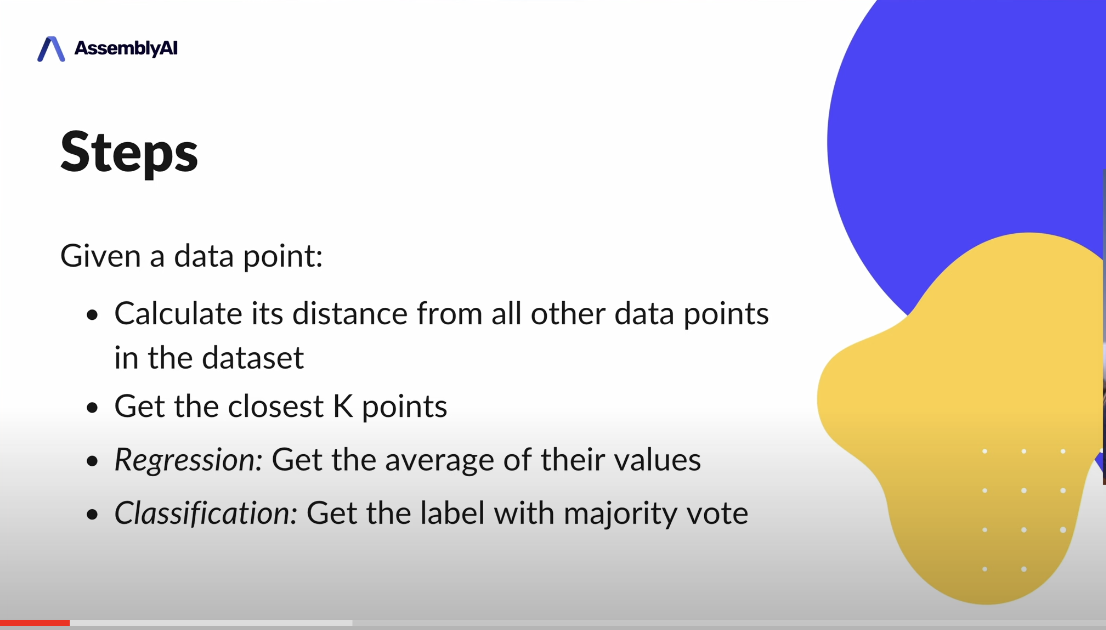 AssemblyAI
Steps
Given a data point:
• Calculate its distance from all other data points
in the dataset
• Get the closest K points
• Regression: Get the average of their values
• Classification: Get the label with majority vote